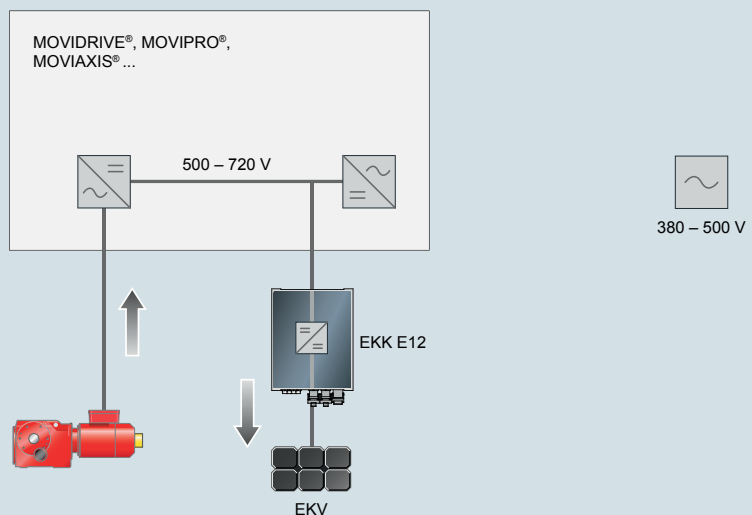 MOVIDRIVE®, MOVIPRO®,
MOVIAXIS® ...
500 – 720 V
380 – 500 V
EKK E12
EKV